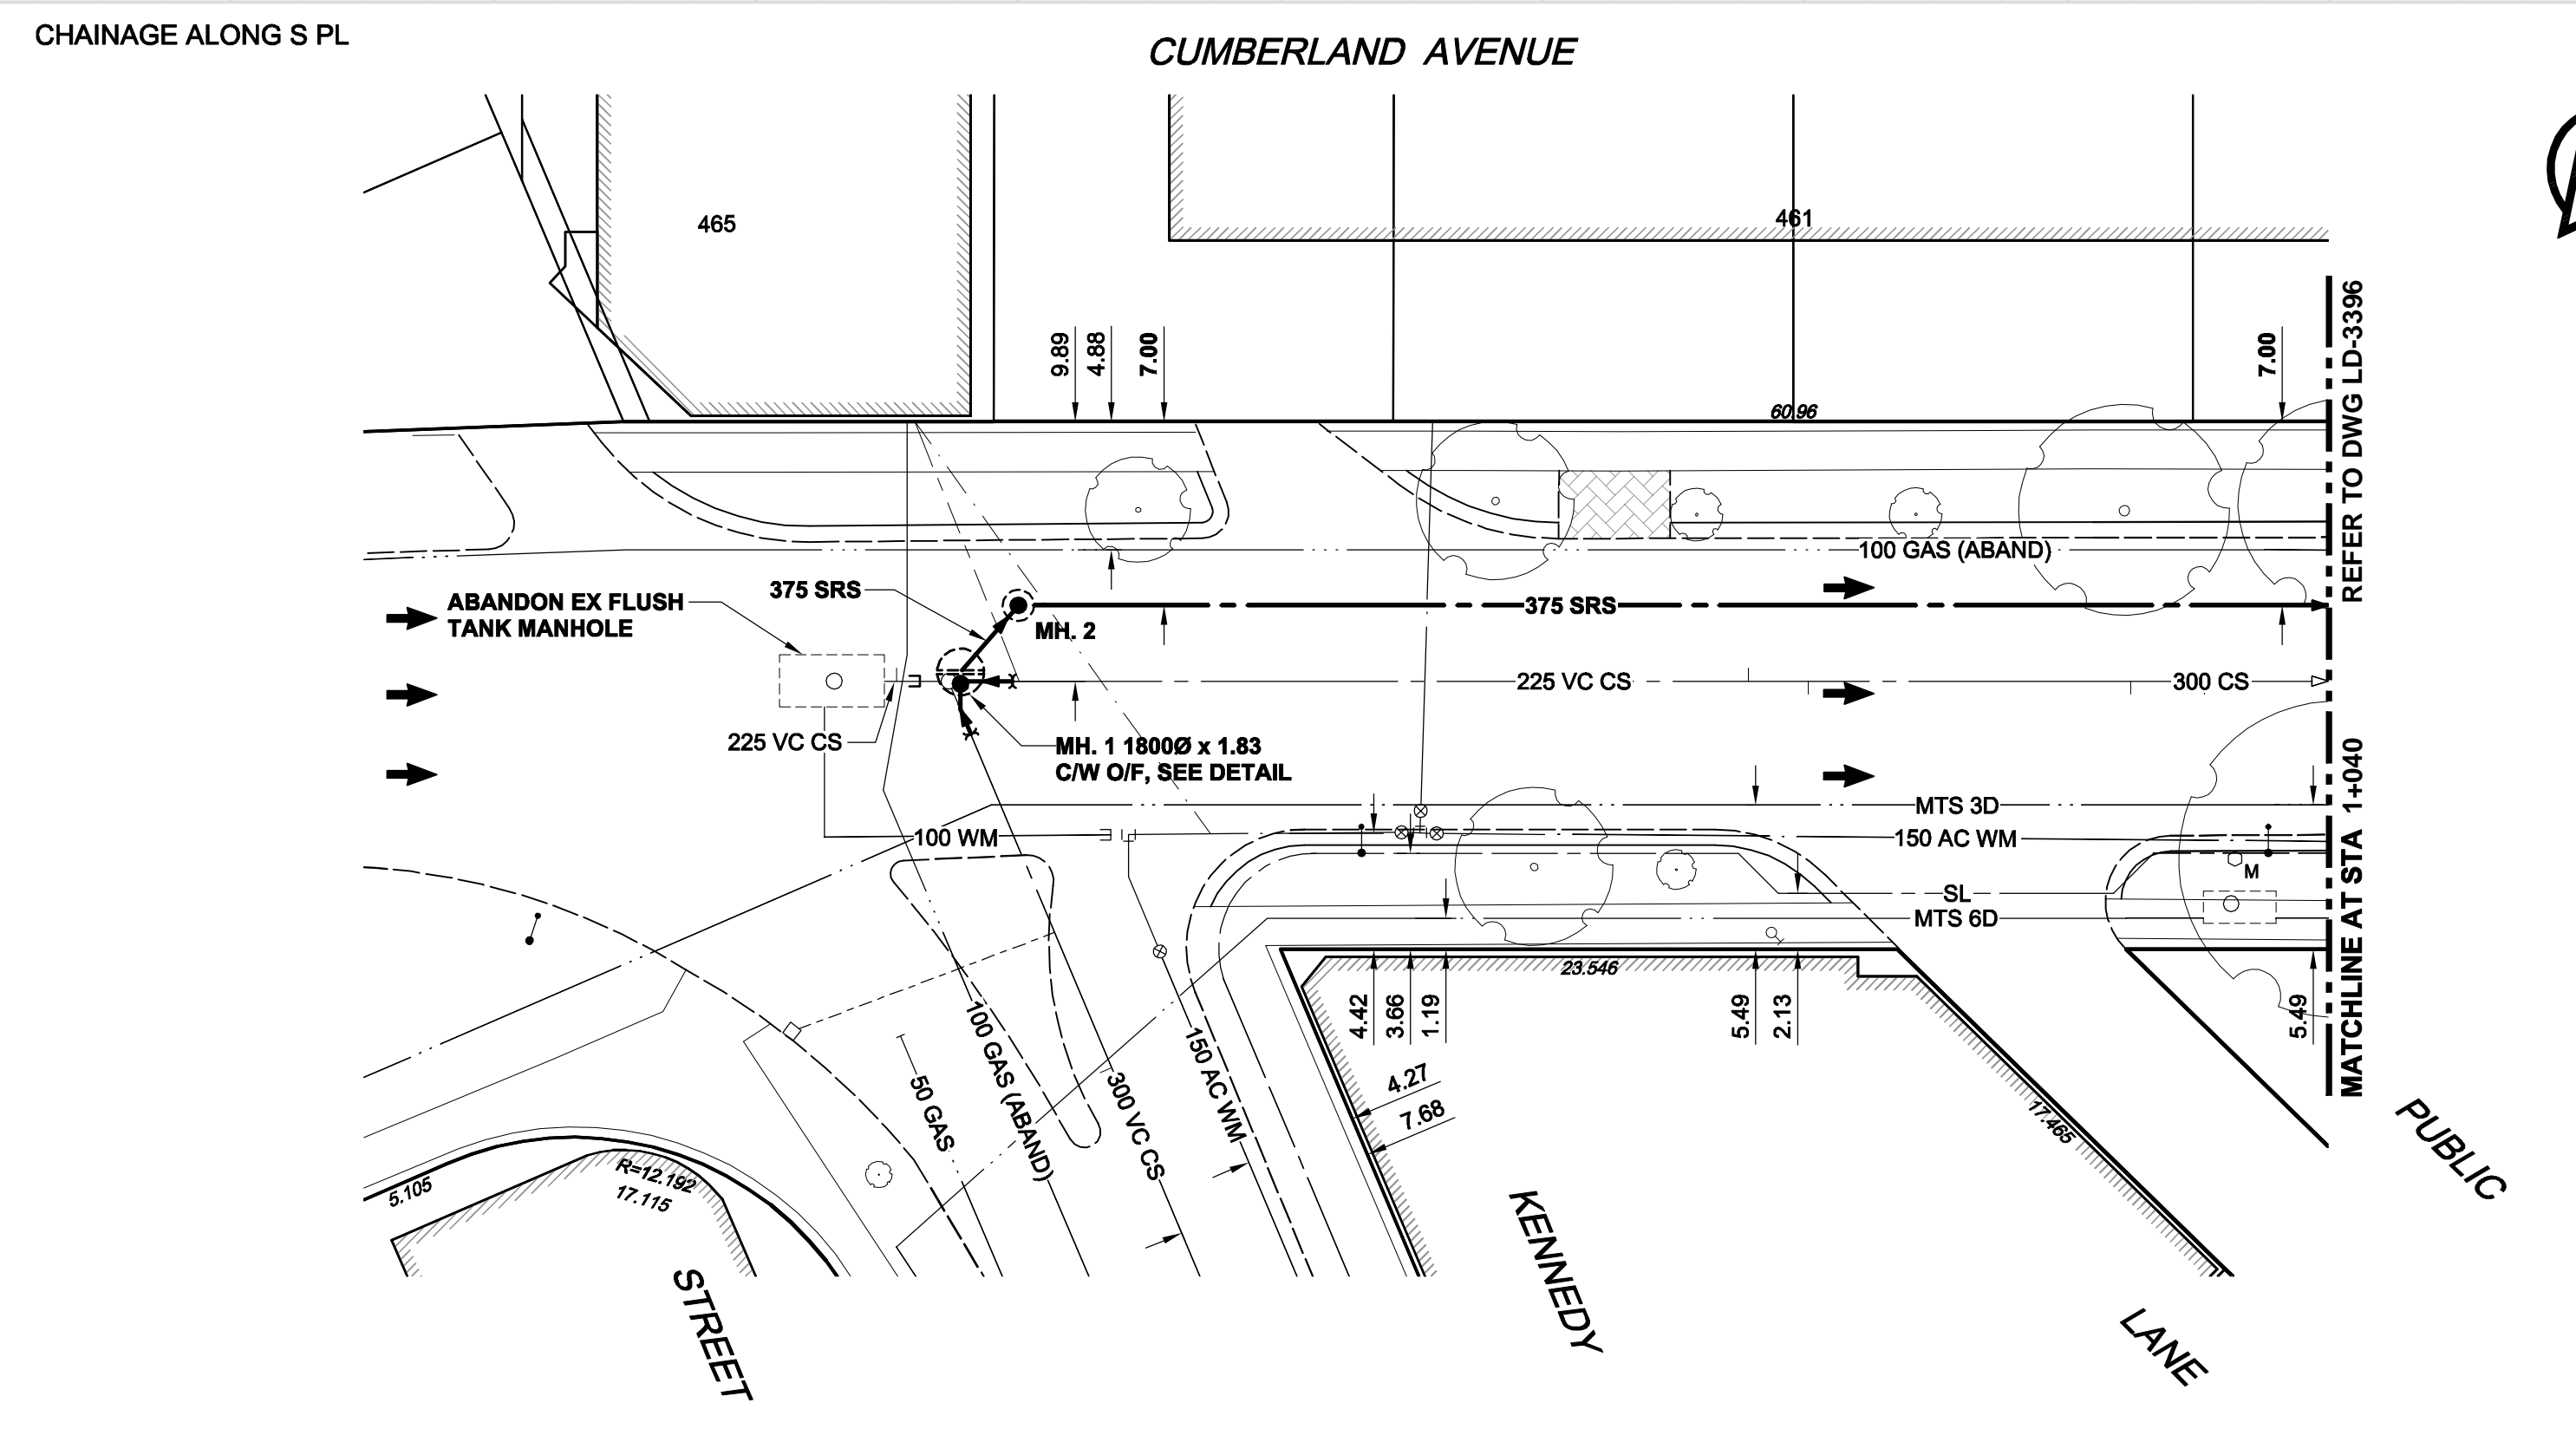 CHAINAGE ALONG S PL
CUMBERLAND AVENUE
465
461
9.89
4.88
7.00
7.00
60.96
REFER TO DWG LD-3396
100 GAS (ABAND)
375 SRS
ABANDON EX FLUSH
TANK MANHOLE
375 SRS
MH. 2
225 VC CS
300 CS
225 VC CS
MH. 1 1800Ø x 1.83
C/W O/F, SEE DETAIL
MATCHLINE AT STA 1+040
MTS 3D
100 WM
150 AC WM
M
SL
MTS 6D
23.546
4.42
3.66
1.19
5.49
2.13
5.49
4.27
7.68
100 GAS (ABAND)
50 GAS
300 VC CS
150 AC WM
17.465
R=12.192
17.115
5.105
PUBLIC
LANE
KENNEDY
STREET